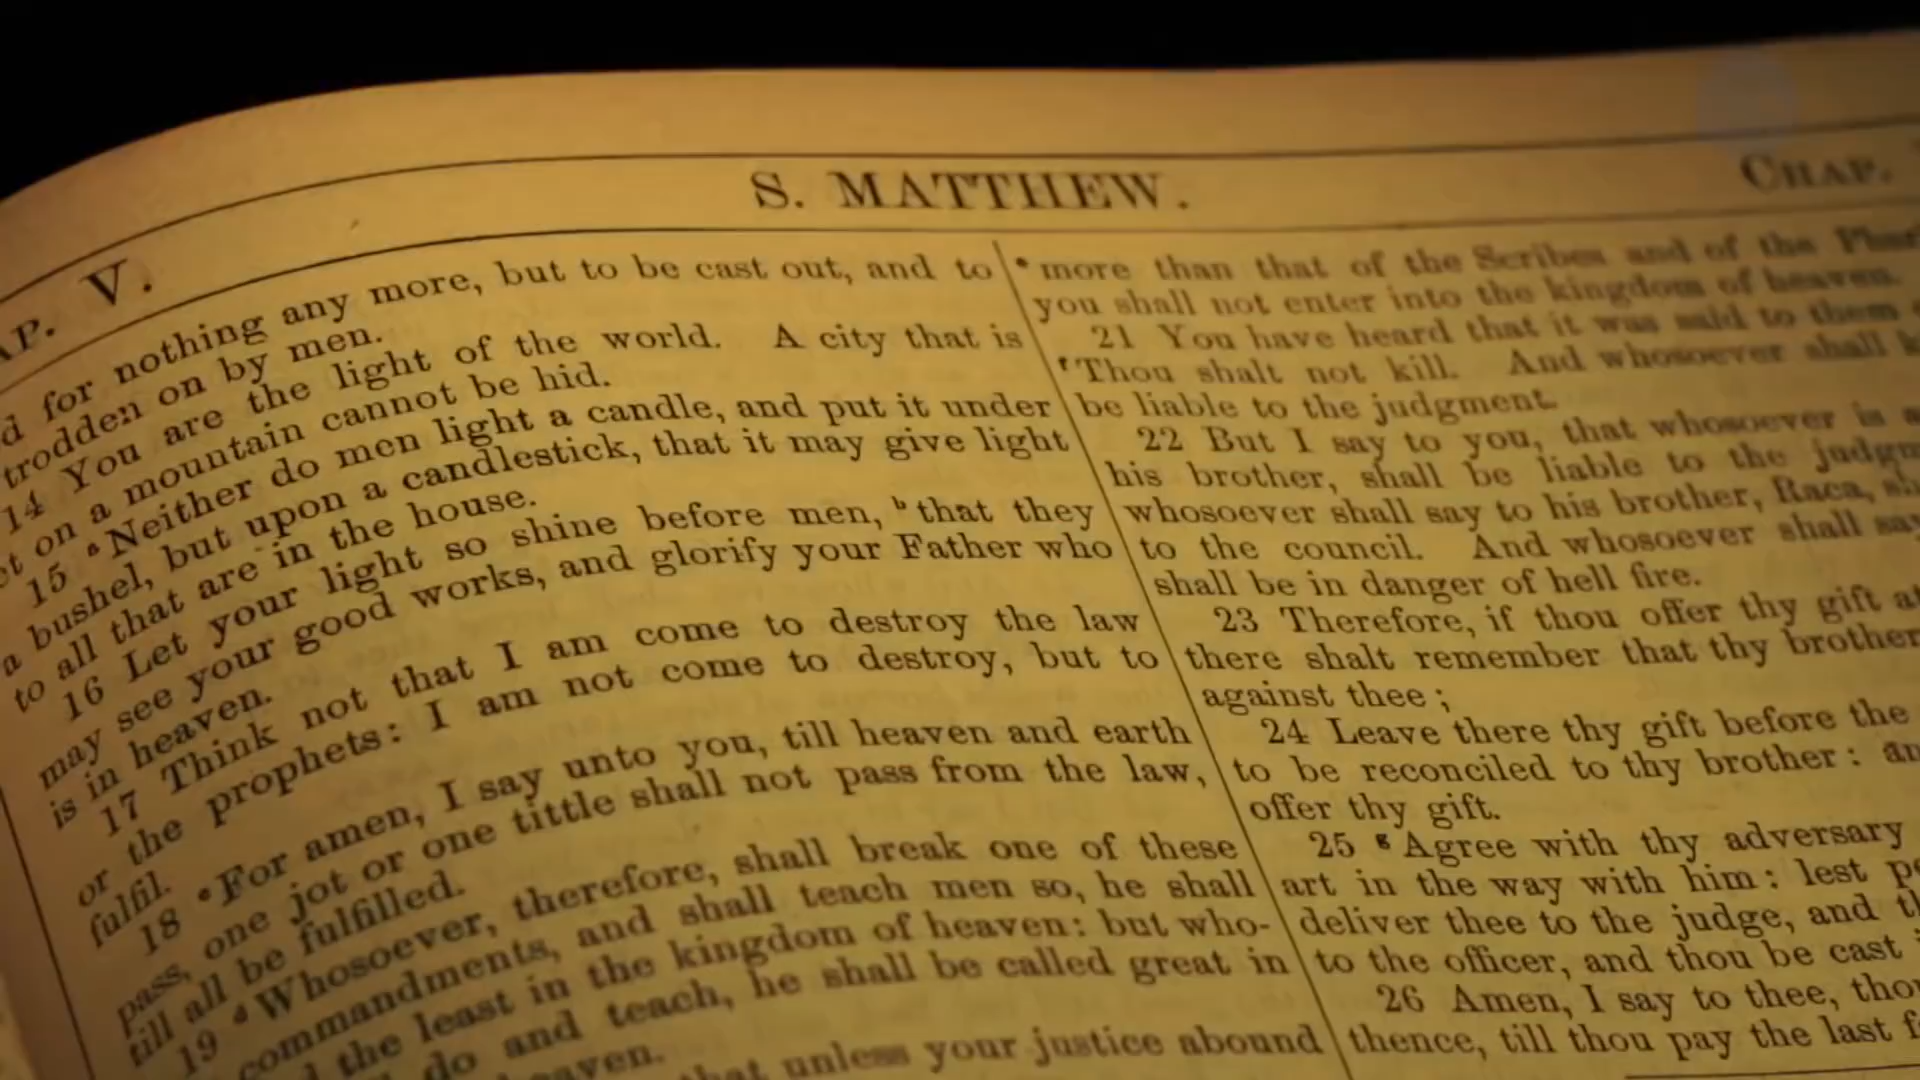 AP. V.
S. MATTHEW.
CHAP.
for nothing any more, but to be cast out, and to
trodden on by men.
14 You are the light of the world. A city that is
on a mountain cannot be hid.
15 a Neither do men light a candle, and put it under
a bushel, but upon a candlestick, that it may give light
to all that are in the house.
16 Let your light so shine before men, b that they
may see your good works, and glorify your Father who
is in heaven.
17 Think not that I am come to destroy the law
or the prophets: I am not come to destroy, but to
fulfil.
18 c For amen, I say unto you, till heaven and earth
pass, one jot or one tittle shall not pass from the law,
till all be fulfilled.
19 d Whosoever, therefore, shall break one of these
commandments, and shall teach men so, he shall
the least in the kingdom of heaven: but who-
do and teach, he shall be called great in
that unless your justice abound
e more than that of the Scribes and of the
you shall not enter into the kingdom of heaven.
21 You have heard that it was said to them
f Thou shalt not kill. And whosoever shall
be liable to the judgment.
22 But I say to you, that whosoever is
his brother, shall be liable to the
whosoever shall say to his brother, Raca,
to the council. And whosoever shall
shall be in danger of hell fire.
23 Therefore, if thou offer thy gift
there shalt remember that thy brother
against thee;
24 Leave there thy gift before the
to be reconciled to thy brother:
offer thy gift.
25 g Agree with thy adversary
art in the way with him: lest
deliver thee to the judge, and
to the officer, and thou be cast
26 Amen, I say to thee,
thence, till thou pay the last